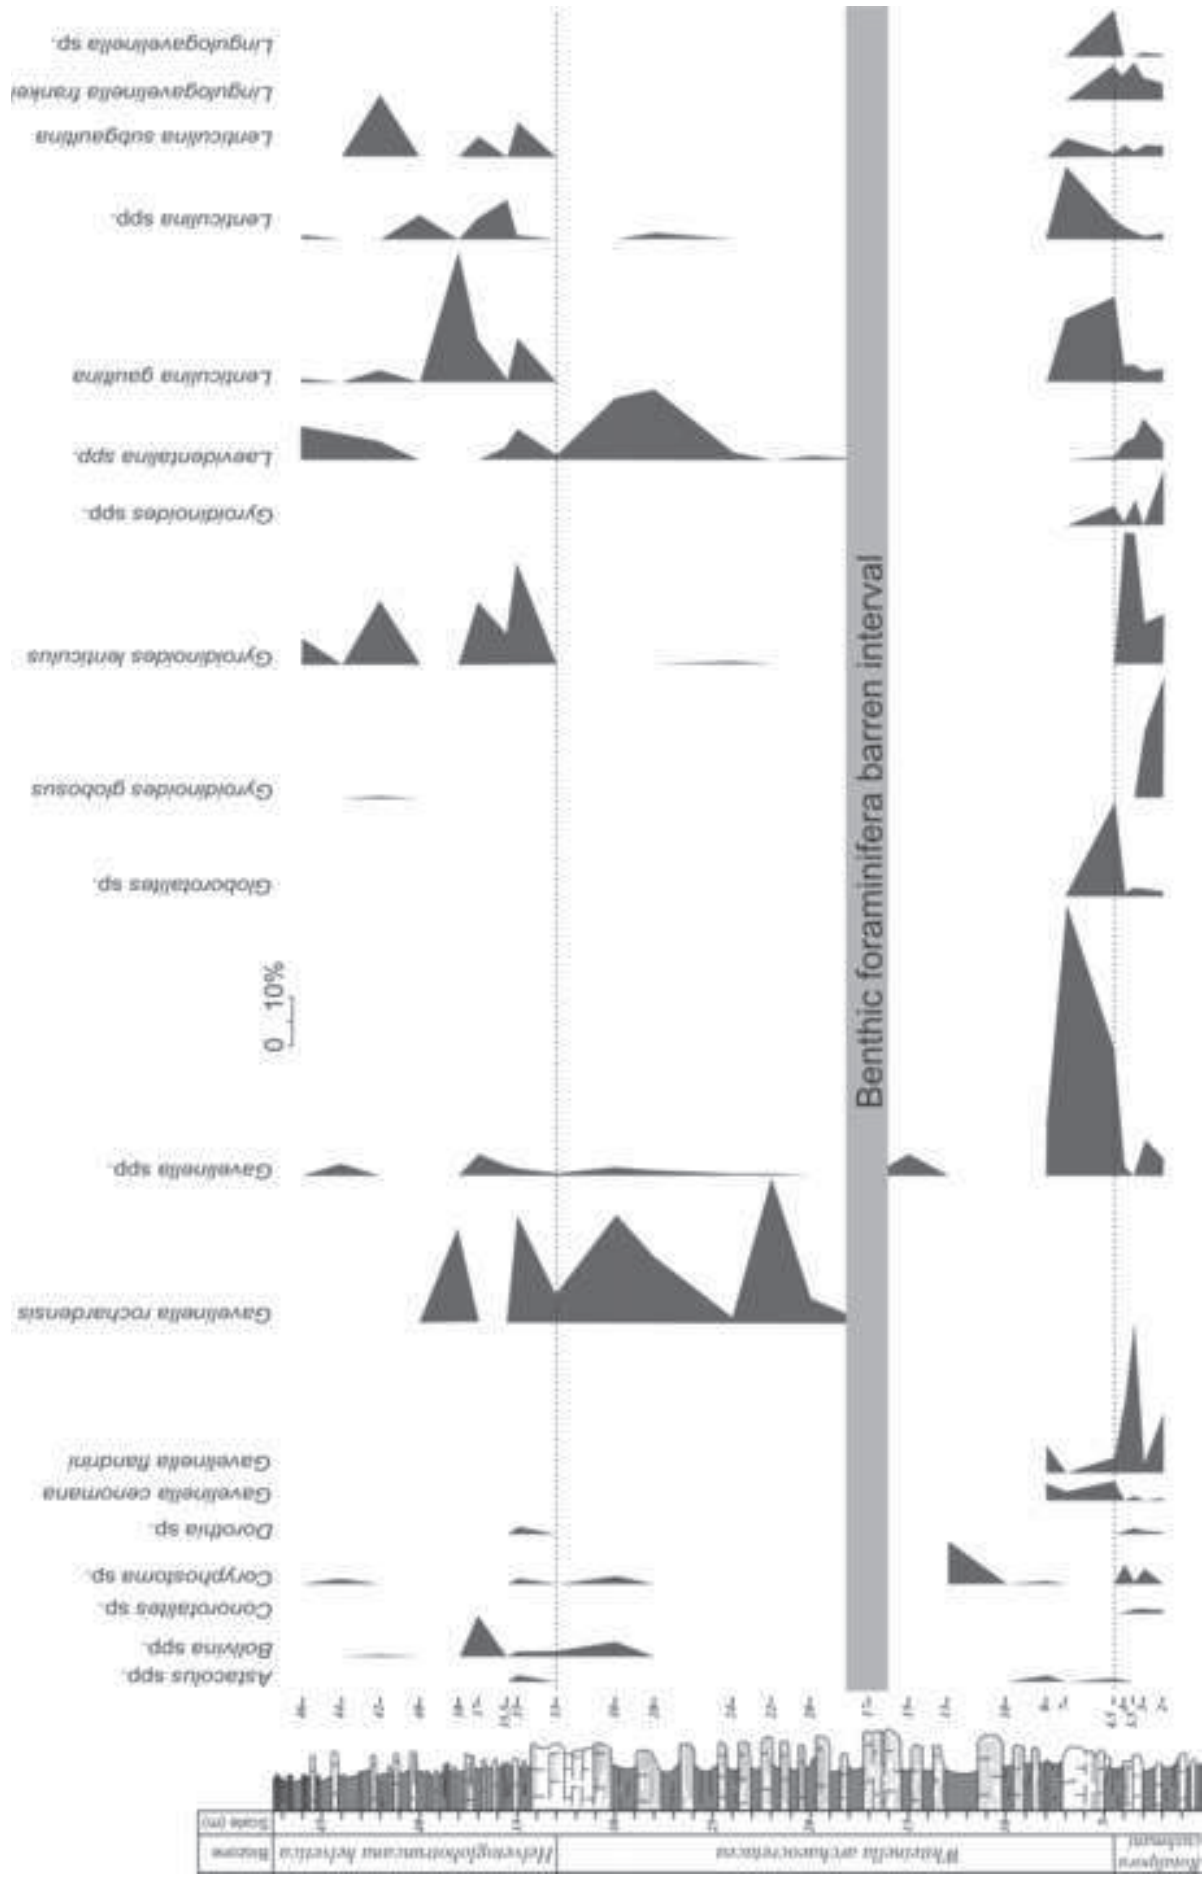 Lingulogavelinella sp.
Lingulogavelinella frankei
Lenticulina subgaultina
Lenticulina spp.
Lenticulina gaultina
Laevidentalina spp.
Gyroidinoides spp.
Gyroidinoides lenticulus
Gyroidinoides globosus
Globorotalites sp.
0 10%
Gavelinella spp.
Gavelinella rochardensis
Gavelinella flandrini
Gavelinella cenomana
Dorothia sp.
Coryphostoma sp.
Conorotalites sp.
Bolivina spp.
Astacolus spp.
Benthic foraminifera barren interval
Scale (m)
Biozone
Helvetoglobotruncana helvetica
Whiteinella archaeocretacea
Rotalipora
cushmani